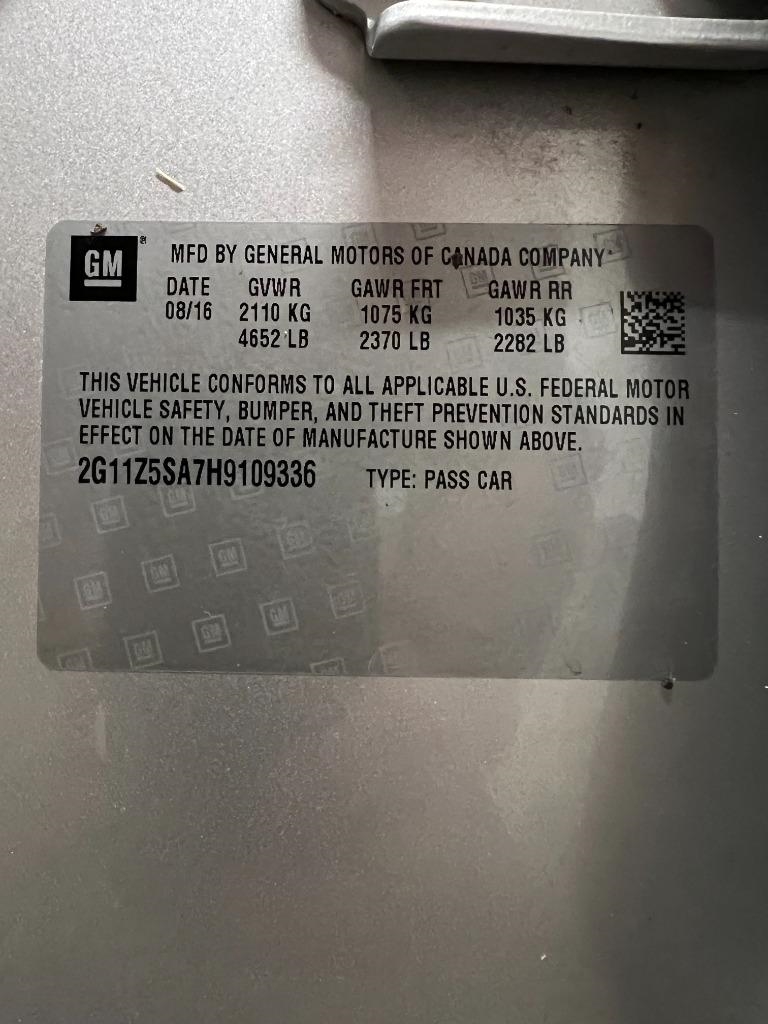 GM ® MFD BY GENERAL MOTORS OF CANADA COMPANY
DATE GVWR GAWR FRT GAWR RR
08/16 2110 KG 1075 KG 1035 KG
4652 LB 2370 LB 2282 LB
THIS VEHICLE CONFORMS TO ALL APPLICABLE U.S. FEDERAL MOTOR
VEHICLE SAFETY, BUMPER, AND THEFT PREVENTION STANDARDS IN
EFFECT ON THE DATE OF MANUFACTURE SHOWN ABOVE.
2G11Z5SA7H9109336 TYPE: PASS CAR